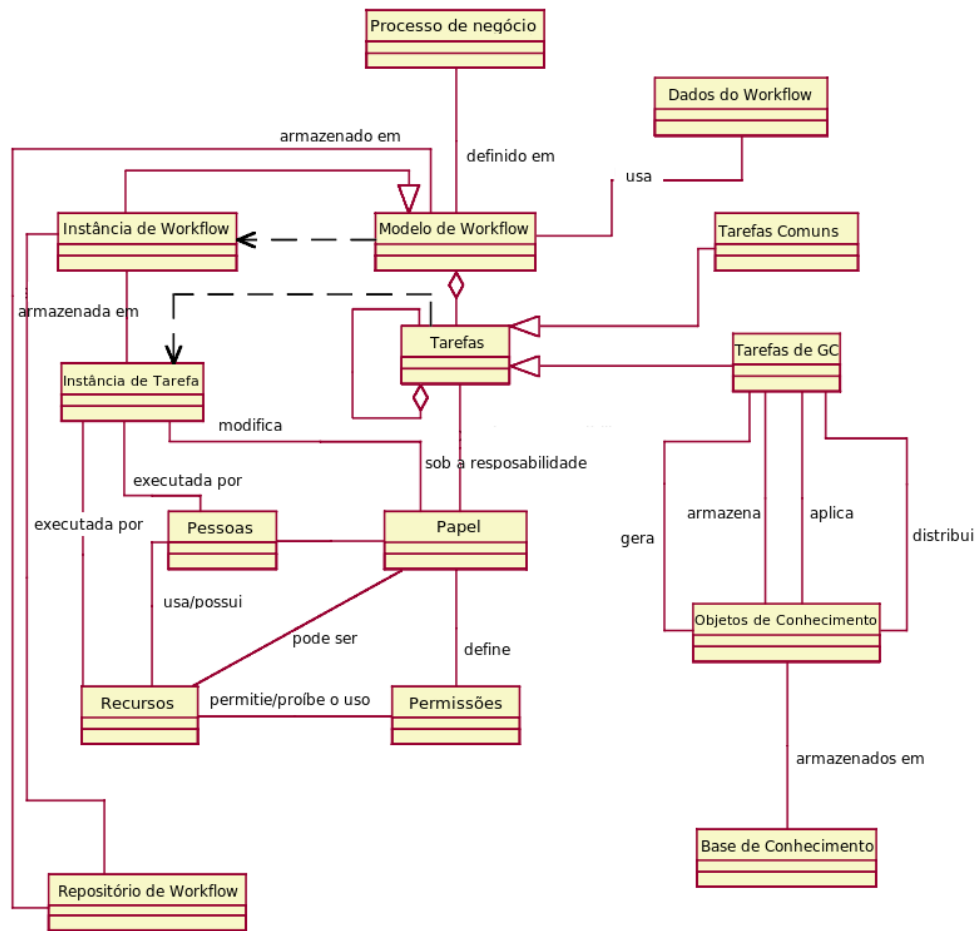 Processo de negócio
Dados do Workflow
armazenado em
definido em
usa
Instância de Workflow
Modelo de Workflow
Tarefas Comuns
armazenada em
Tarefas
Tarefas de GC
Instância de Tarefa
modifica
sob a resposabilidade
executada por
executada por
Pessoas
Papel
armazena
aplica
gera
distribui
usa/possui
pode ser
define
Objetos de Conhecimento
Recursos
permitie/proíbe o uso
Permissões
armazenados em
Base de Conhecimento
Repositório de Workflow